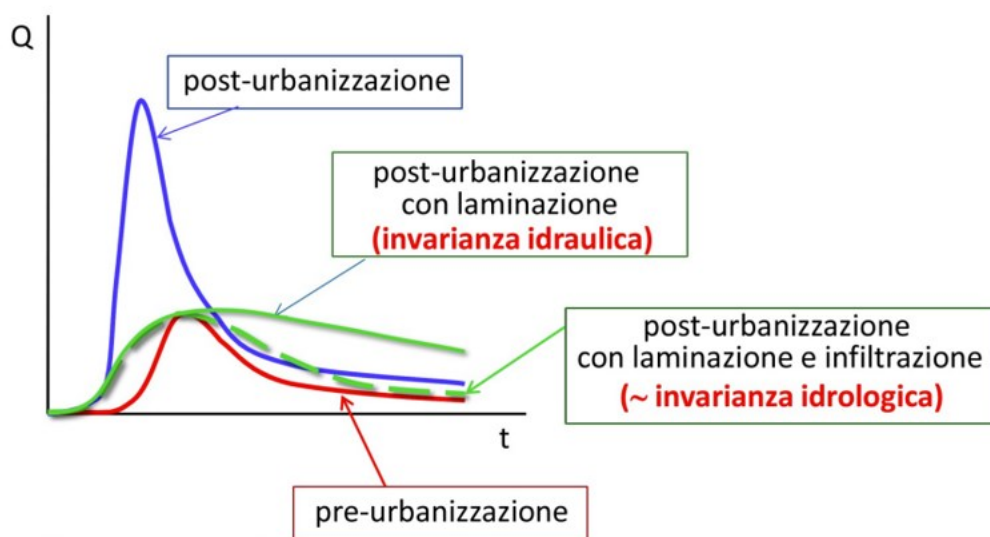 Q
post-urbanizzazione
post-urbanizzazione
con laminazione
(invarianza idraulica)
post-urbanizzazione
con laminazione e infiltrazione
(~ invarianza idrologica)
t
pre-urbanizzazione